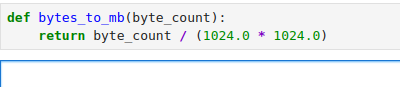 def bytes_to_mb(byte_count):
    return byte_count / (1024.0 * 1024.0)